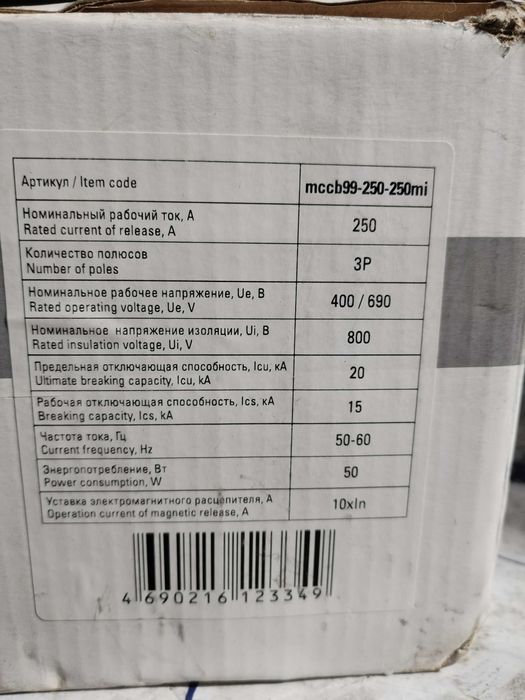 Артикул / Item code
mccb99-250-250mi
Номинальный рабочий ток, А
Rated current of release, A
250
Количество полюсов
Number of poles
3P
Номинальное рабочее напряжение, Ue, В
Rated operating voltage, Ue, V
400 / 690
Номинальное напряжение изоляции, Ui, В
Rated insulation voltage, Ui, V
800
Предельная отключающая способность, Icu, кА
Ultimate breaking capacity, Icu, kA
20
Рабочая отключающая способность, Ics, кА
Breaking capacity, Ics, kA
15
Частота тока, Гц
Current frequency, Hz
50-60
Энергопотребление, Вт
Power consumption, W
50
Уставка электромагнитного расцепителя, А
Operation current of magnetic release, A
10xIn
4 690216 123349